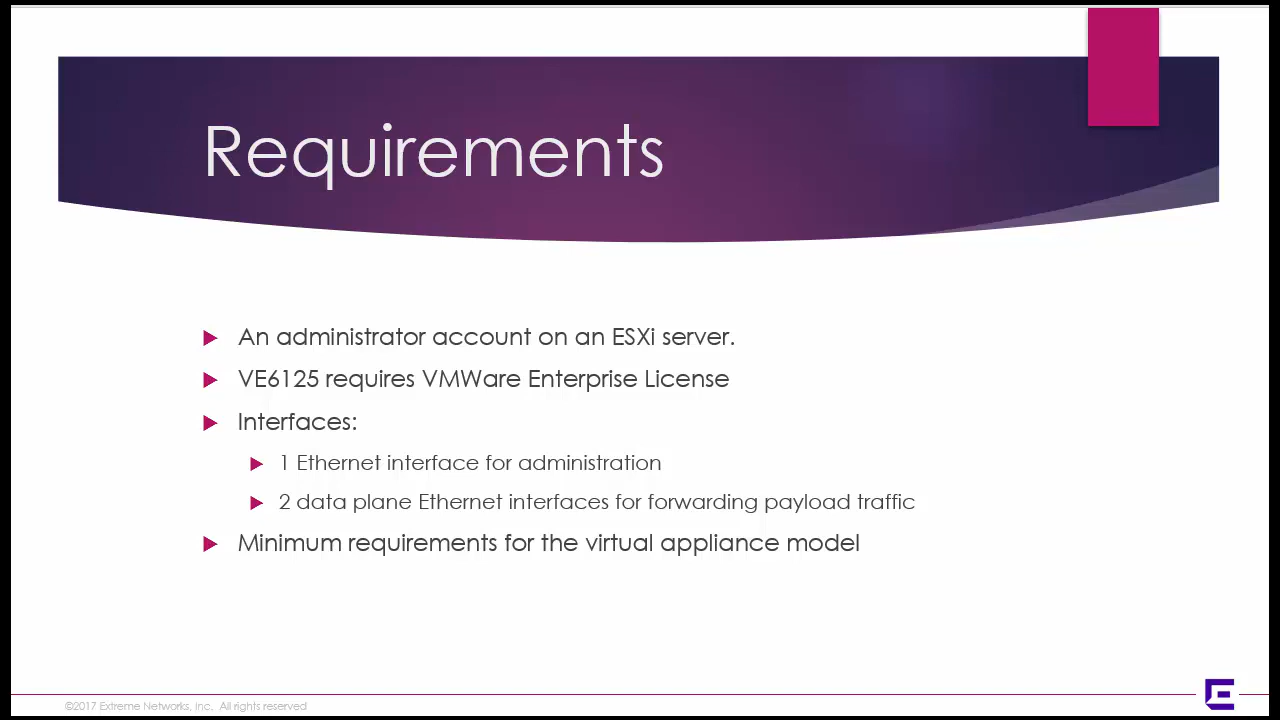 Requirements
An administrator account on an ESXi server.
VE6125 requires VMWare Enterprise License
Interfaces:
1 Ethernet interface for administration
2 data plane Ethernet interfaces for forwarding payload traffic
Minimum requirements for the virtual appliance model
©2017 Extreme Networks, Inc. All rights reserved